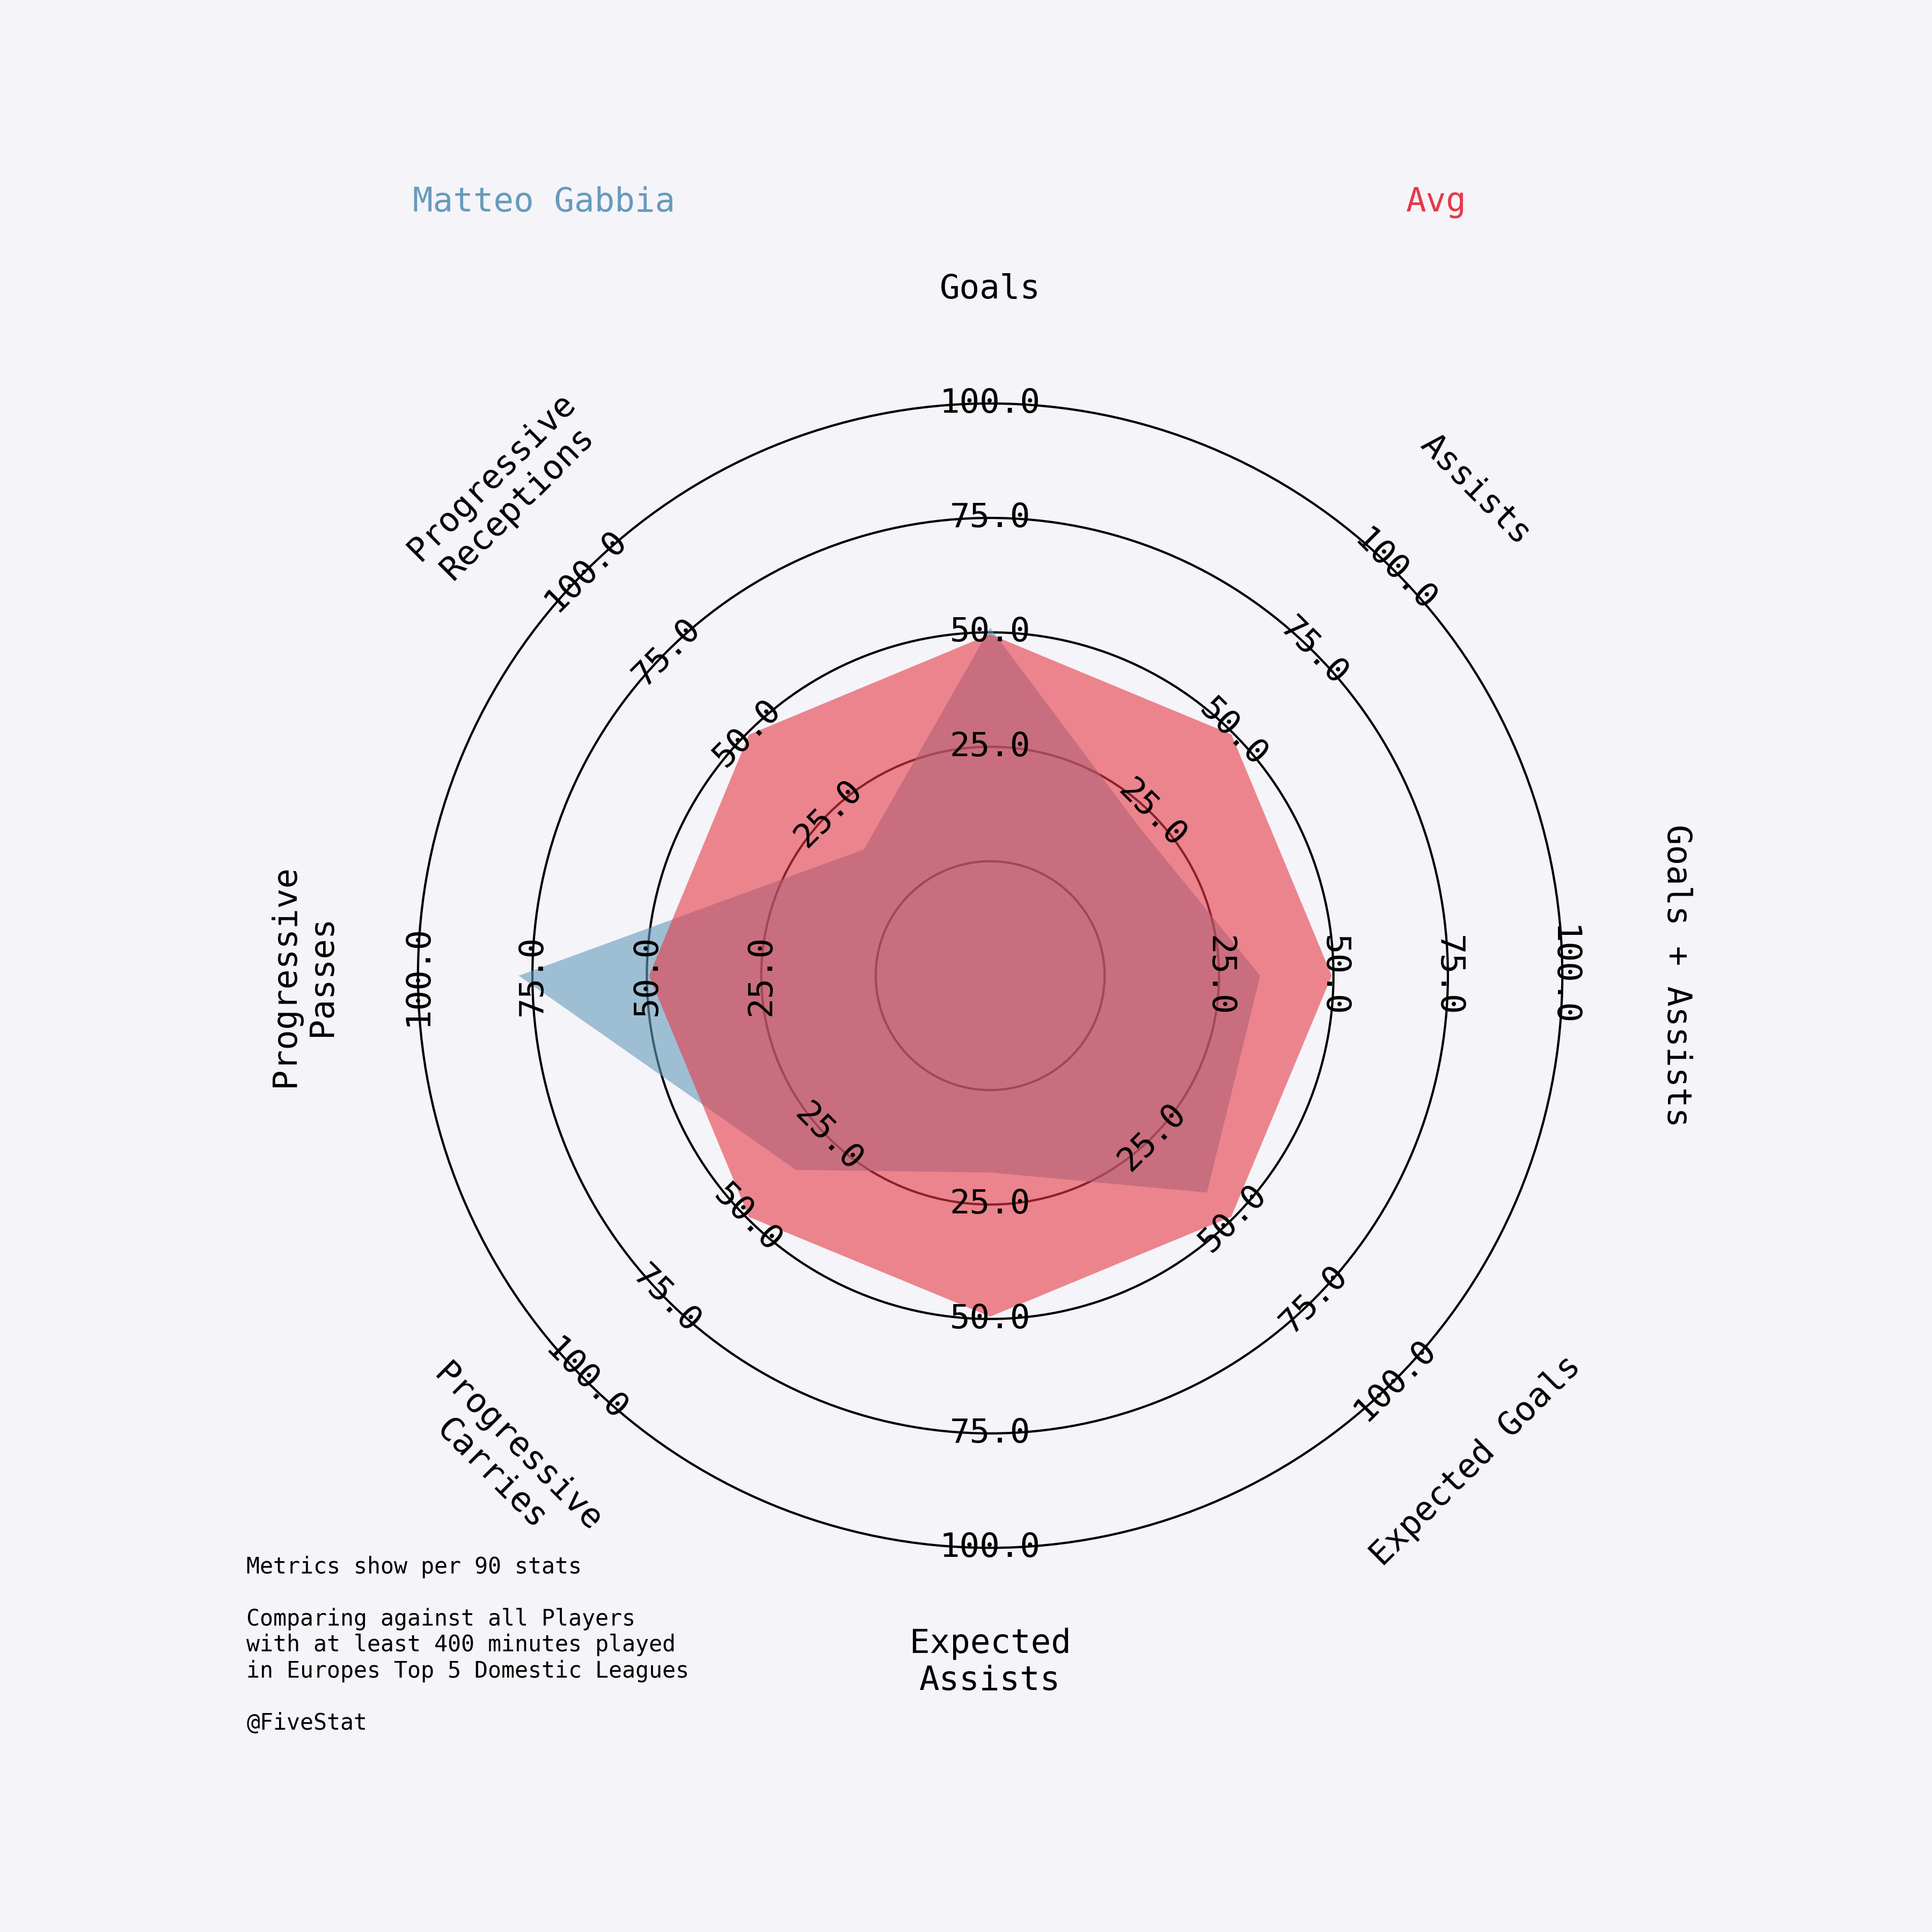 Matteo Gabbia
Avg
Goals
Assists
Goals + Assists
Expected Goals
Expected
Assists
Progressive
Carries
Progressive
Passes
Progressive
Receptions
25.0
50.0
75.0
100.0
25.0
50.0
75.0
100.0
25.0
50.0
75.0
100.0
25.0
50.0
75.0
100.0
25.0
50.0
75.0
100.0
25.0
50.0
75.0
100.0
25.0
50.0
75.0
100.0
25.0
50.0
75.0
100.0
Metrics show per 90 stats
Comparing against all Players
with at least 400 minutes played
in Europes Top 5 Domestic Leagues
@FiveStat